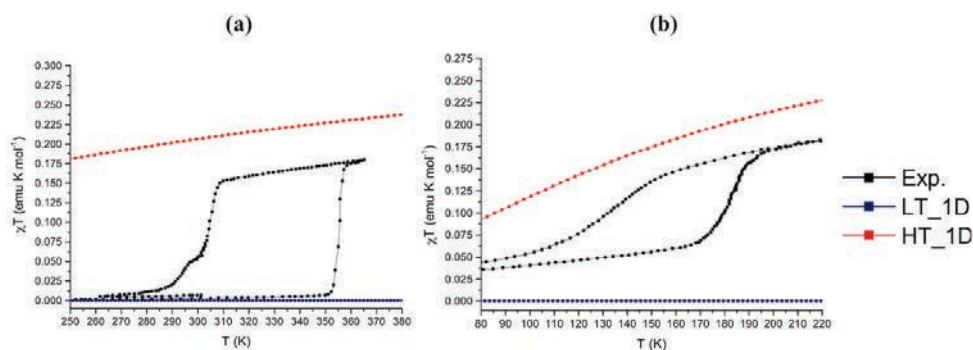 (a)
(b)
χT (emu K mol⁻¹)
0.300
0.275
0.250
0.225
0.200
0.175
0.150
0.125
0.100
0.075
0.050
0.025
0.000
250 260 270 280 290 300 310 320 330 340 350 360 370 380
T (K)
χT (emu K mol⁻¹)
0.275
0.250
0.225
0.200
0.175
0.150
0.125
0.100
0.075
0.050
0.025
0.000
80 90 100 110 120 130 140 150 160 170 180 190 200 210 220
T (K)
Exp.
LT_1D
HT_1D